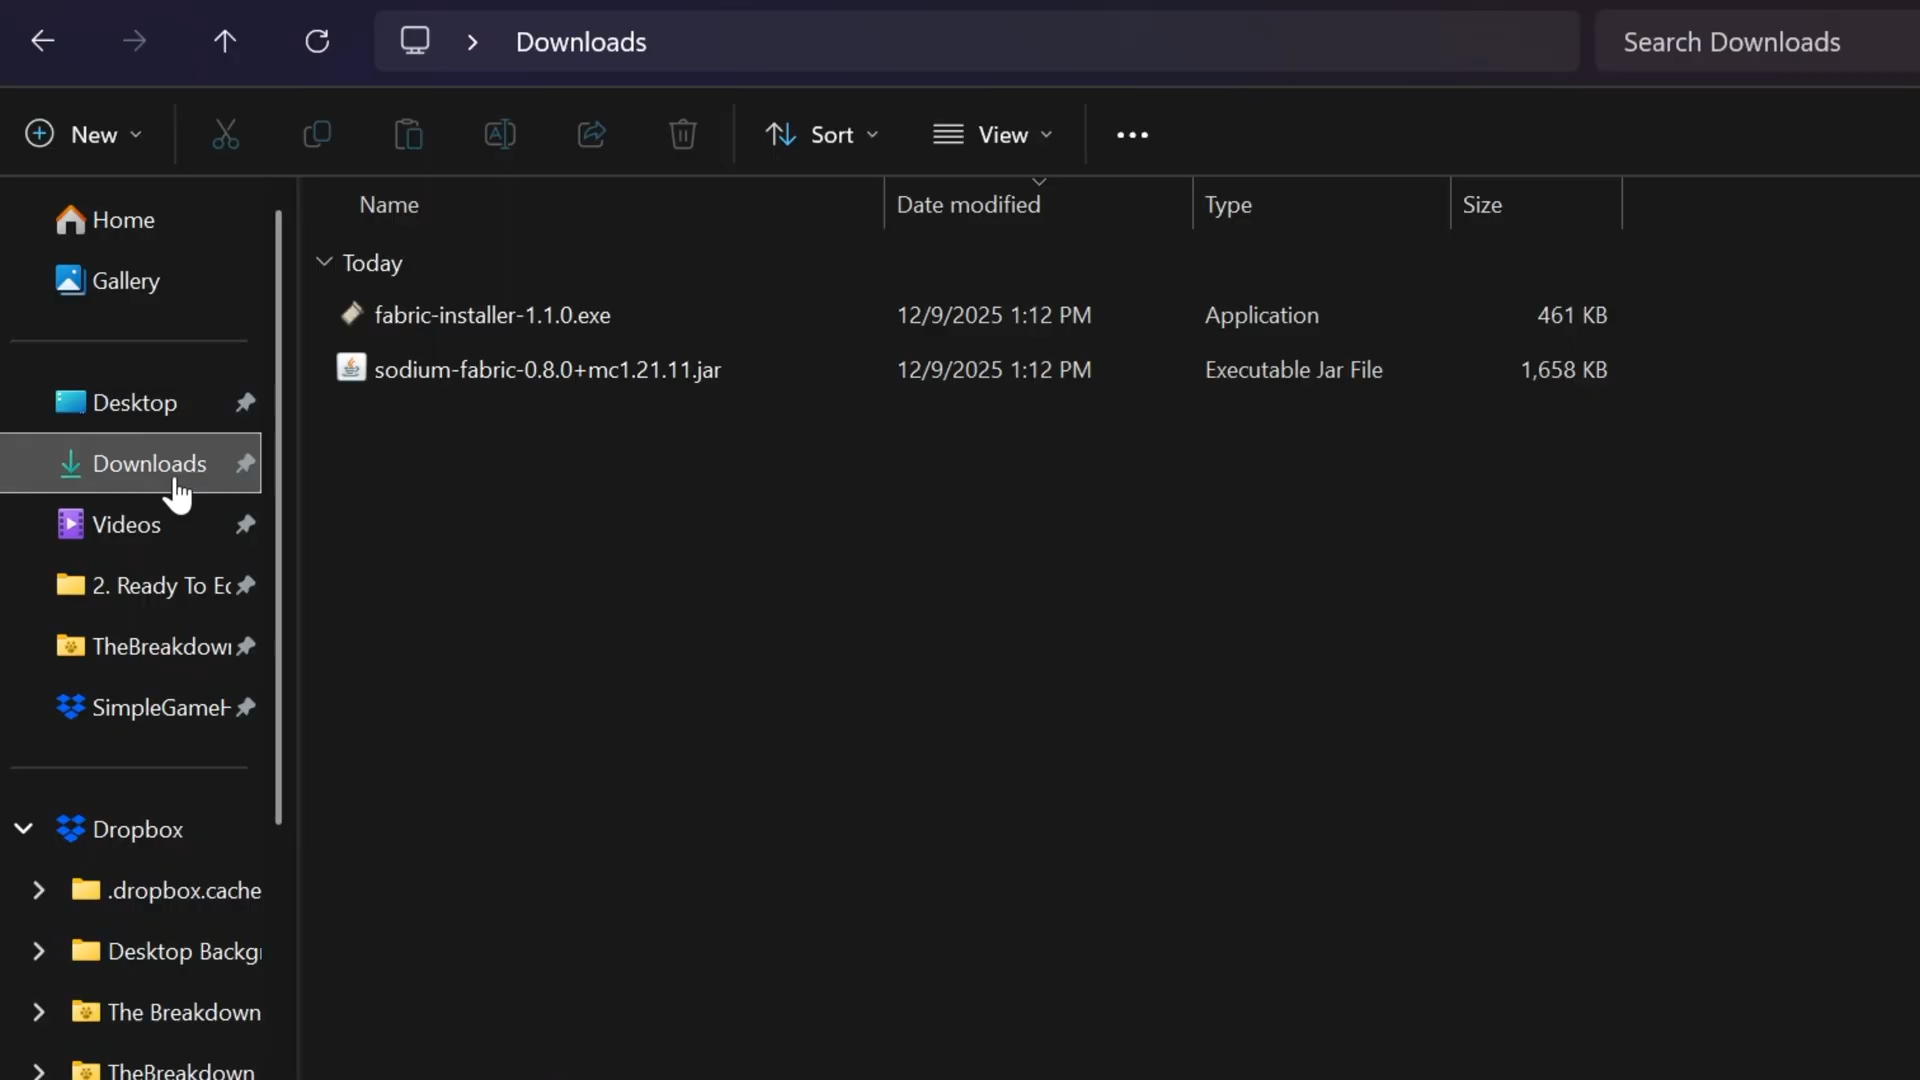 Downloads
Search Downloads
New
Sort
View
Home
Gallery
Desktop
Downloads
Videos
2. Ready To Ec
TheBreakdow
SimpleGame
Dropbox
.dropbox.cache
Desktop Backg
The Breakdown
TheBreakdown
Name
Date modified
Type
Size
Today
fabric-installer-1.1.0.exe 12/9/2025 1:12 PM Application 461 KB
sodium-fabric-0.8.0+mc1.21.11.jar 12/9/2025 1:12 PM Executable Jar File 1,658 KB